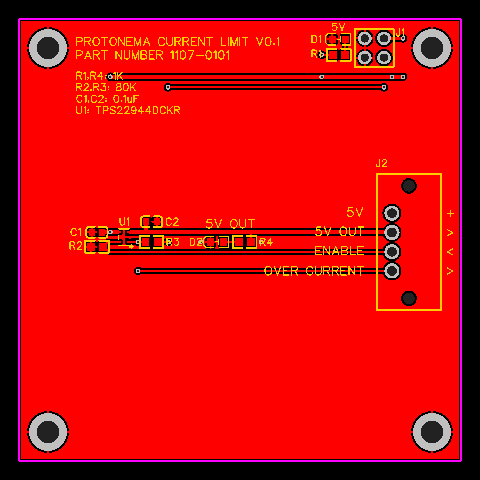 PROTONEMA CURRENT LIMIT V0.1
PART NUMBER 1107-0101
5V
D1
J1
R1
R1,R4: 1K
R2,R3: 80K
C1,C2: 0.1uF
U1: TPS22944DCKR
J2
5V +
U1 C2 5V OUT
C1 5V OUT >
R2 R3 D2 R4
ENABLE <
OVER CURRENT >